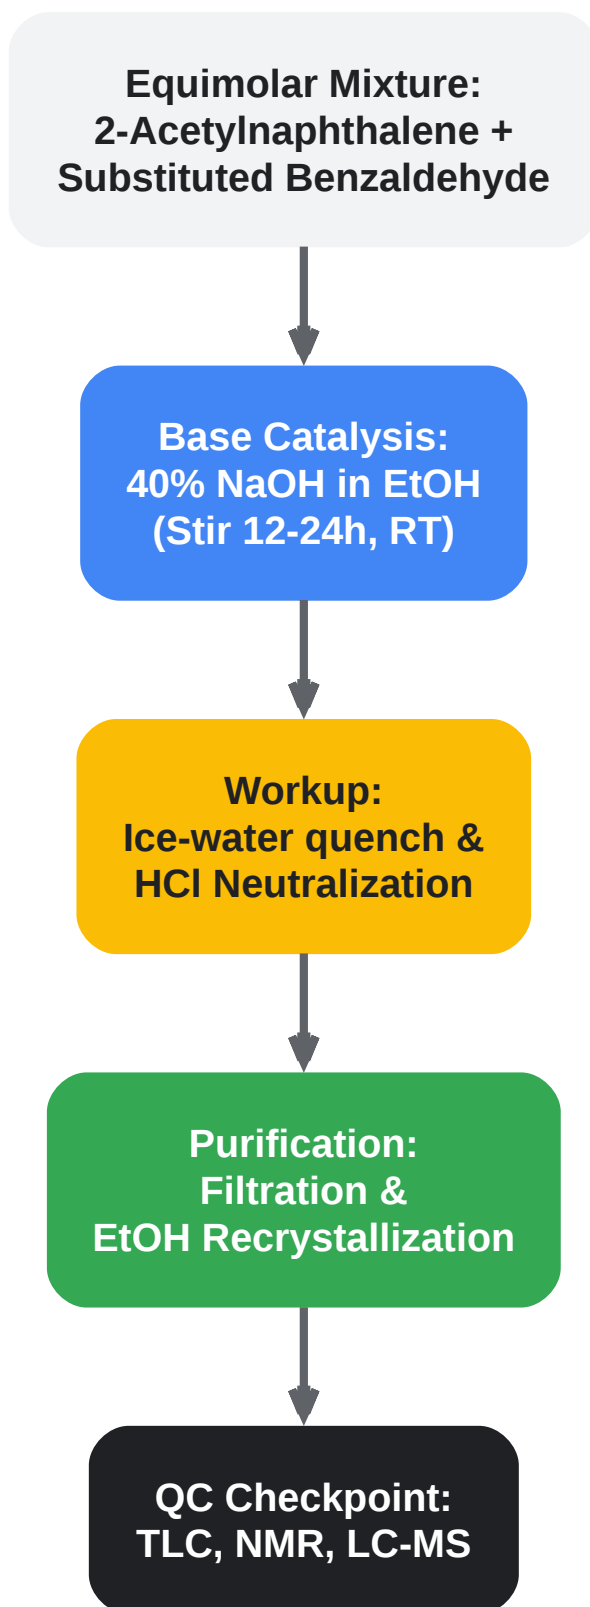 Equimolar Mixture:
2-Acetylnaphthalene +
Substituted Benzaldehyde
Base Catalysis:
40% NaOH in EtOH
(Stir 12-24h, RT)
Workup:
Ice-water quench &
HCl Neutralization
Purification:
Filtration &
EtOH Recrystallization
QC Checkpoint:
TLC, NMR, LC-MS